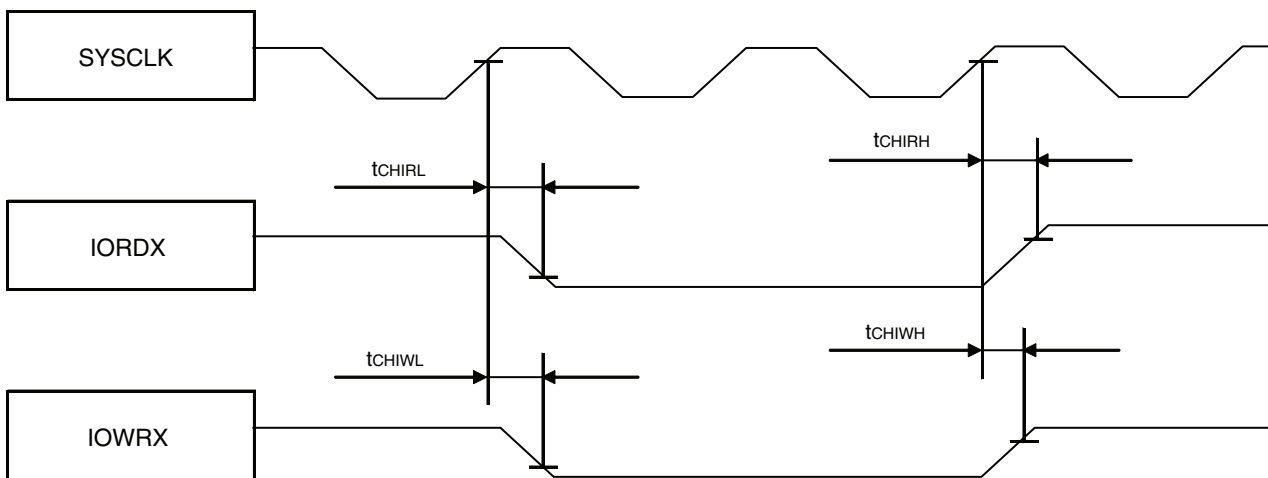 SYSCLK
tCHIRH
tCHIRL
IORDX
tCHIWH
tCHIWL
IOWRX